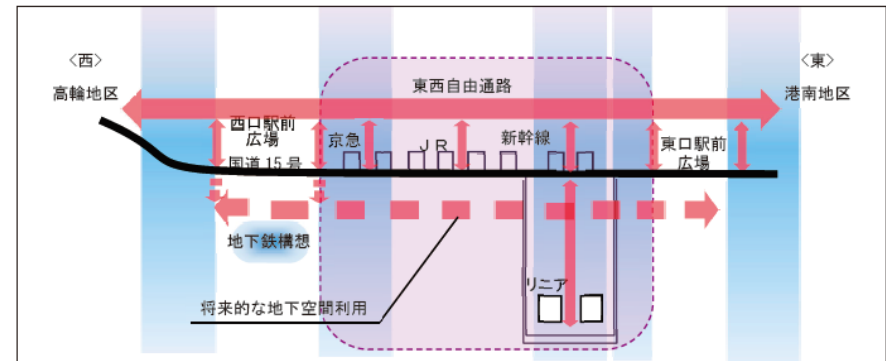 〈西〉
高輪地区
東西自由通路
〈東〉
港南地区
西口駅前
広場
国道15号
京急
JR
新幹線
東口駅前
広場
地下鉄構想
リニア
将来的な地下空間利用